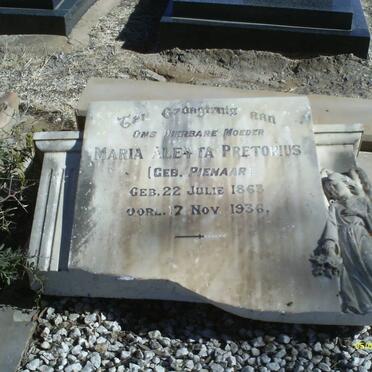 Ter Gedagtenis aan
Ons Dierbare Moeder
Maria Aletta Pretorius
(Geb. Pienaar)
Geb. 22 Julie 1863
Oorl. 17 Nov. 1936.